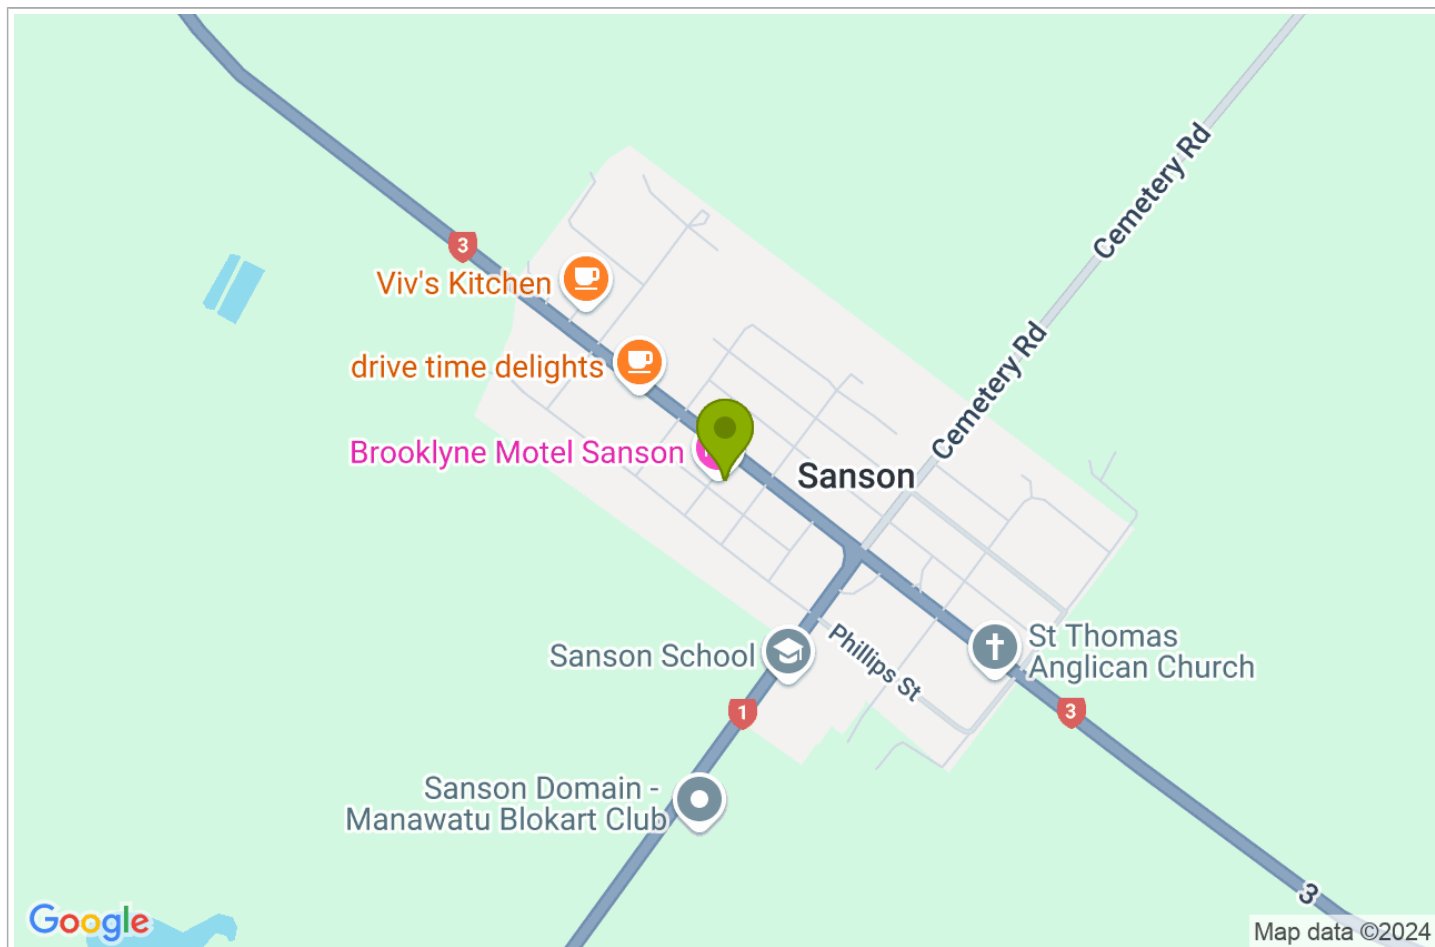 Cemetery Rd
3
Viv's Kitchen
drive time delights
Cemetery Rd
Brooklyne Motel Sanson
Sanson
Phillips St
Sanson School
St Thomas
Anglican Church
1
3
Sanson Domain -
Manawatu Blokart Club
3
Google
Map data ©2024